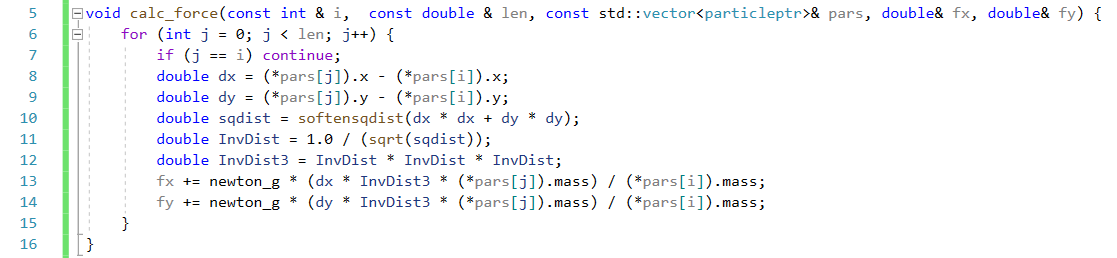 5 void calc_force(const int & i,  const double & len, const std::vector<particleptr>& pars, double& fx, double& fy) {
6     for (int j = 0; j < len; j++) {
7         if (j == i) continue;
8         double dx = (*pars[j]).x - (*pars[i]).x;
9         double dy = (*pars[j]).y - (*pars[i]).y;
10         double sqdist = softensqdist(dx * dx + dy * dy);
11         double InvDist = 1.0 / (sqrt(sqdist));
12         double InvDist3 = InvDist * InvDist * InvDist;
13         fx += newton_g * (dx * InvDist3 * (*pars[j]).mass) / (*pars[i]).mass;
14         fy += newton_g * (dy * InvDist3 * (*pars[j]).mass) / (*pars[i]).mass;
15     }
16 }